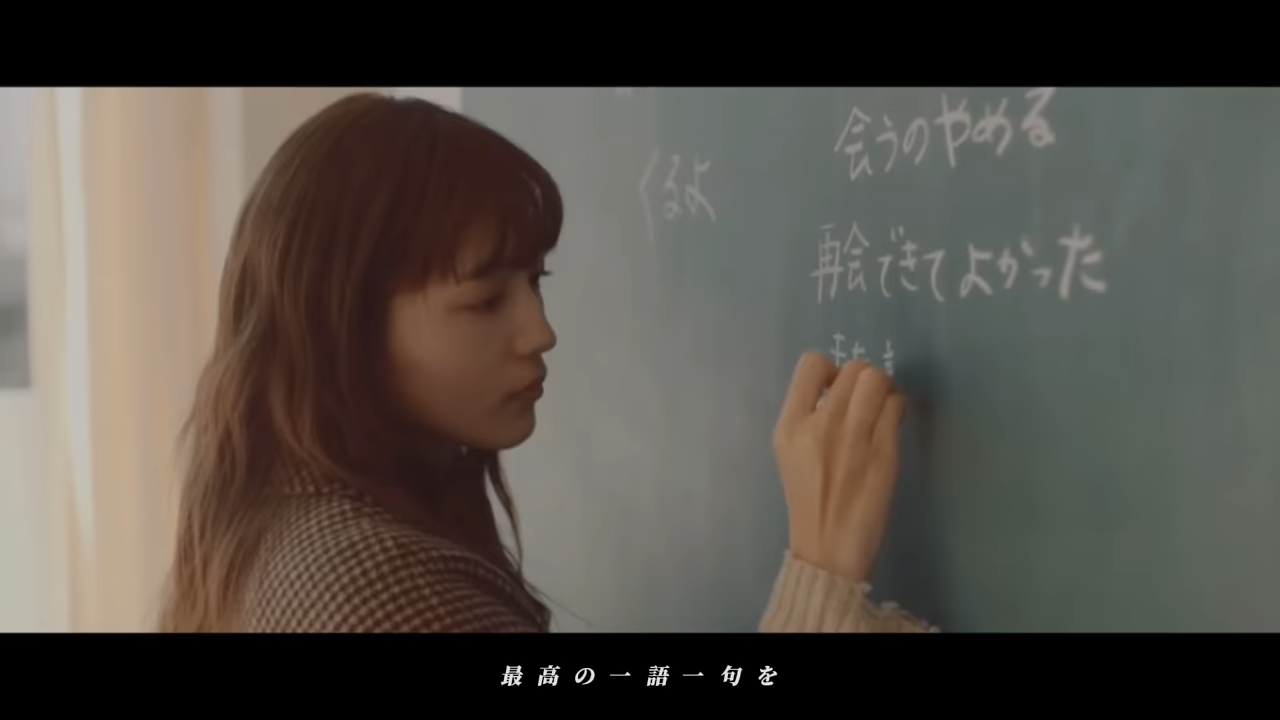 会うのやめる
るよ
再会できてよかった
最高の一語一句を